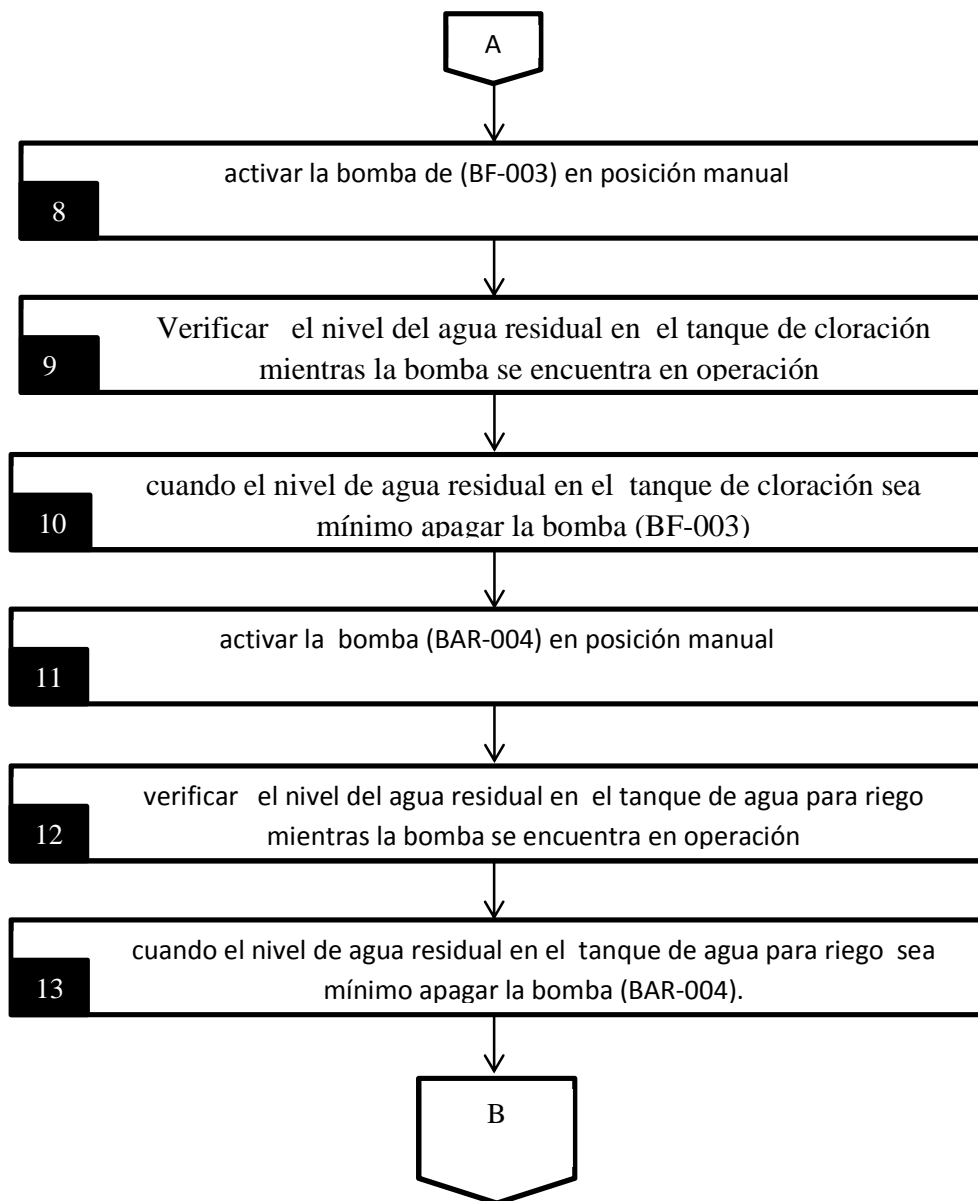 A
activar la bomba de (BF-003) en posición manual
8
Verificar el nivel del agua residual en el tanque de cloración
mientras la bomba se encuentra en operación
9
cuando el nivel de agua residual en el tanque de cloración sea
mínimo apagar la bomba (BF-003)
10
activar la bomba (BAR-004) en posición manual
11
verificar el nivel del agua residual en el tanque de agua para riego
mientras la bomba se encuentra en operación
12
cuando el nivel de agua residual en el tanque de agua para riego sea
mínimo apagar la bomba (BAR-004).
13
B